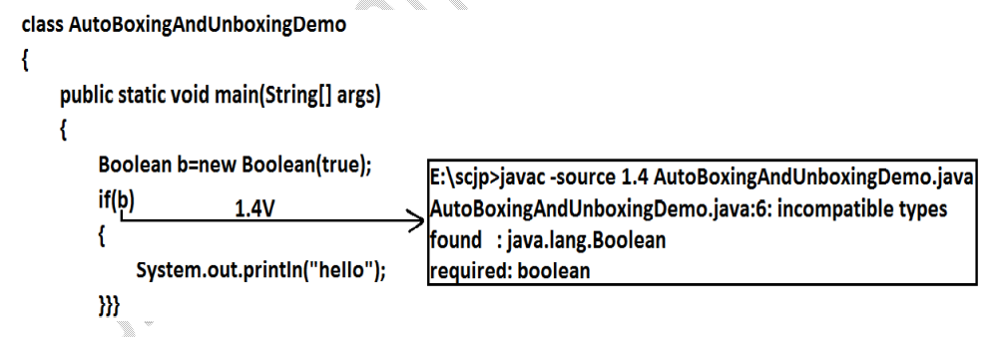 class AutoBoxingAndUnboxingDemo
{
public static void main(String[] args)
{
Boolean b=new Boolean(true);
if(b)
1.4V
{
System.out.println("hello");
}}}
E:\scjp>javac -source 1.4 AutoBoxingAndUnboxingDemo.java
AutoBoxingAndUnboxingDemo.java:6: incompatible types
found : java.lang.Boolean
required: boolean